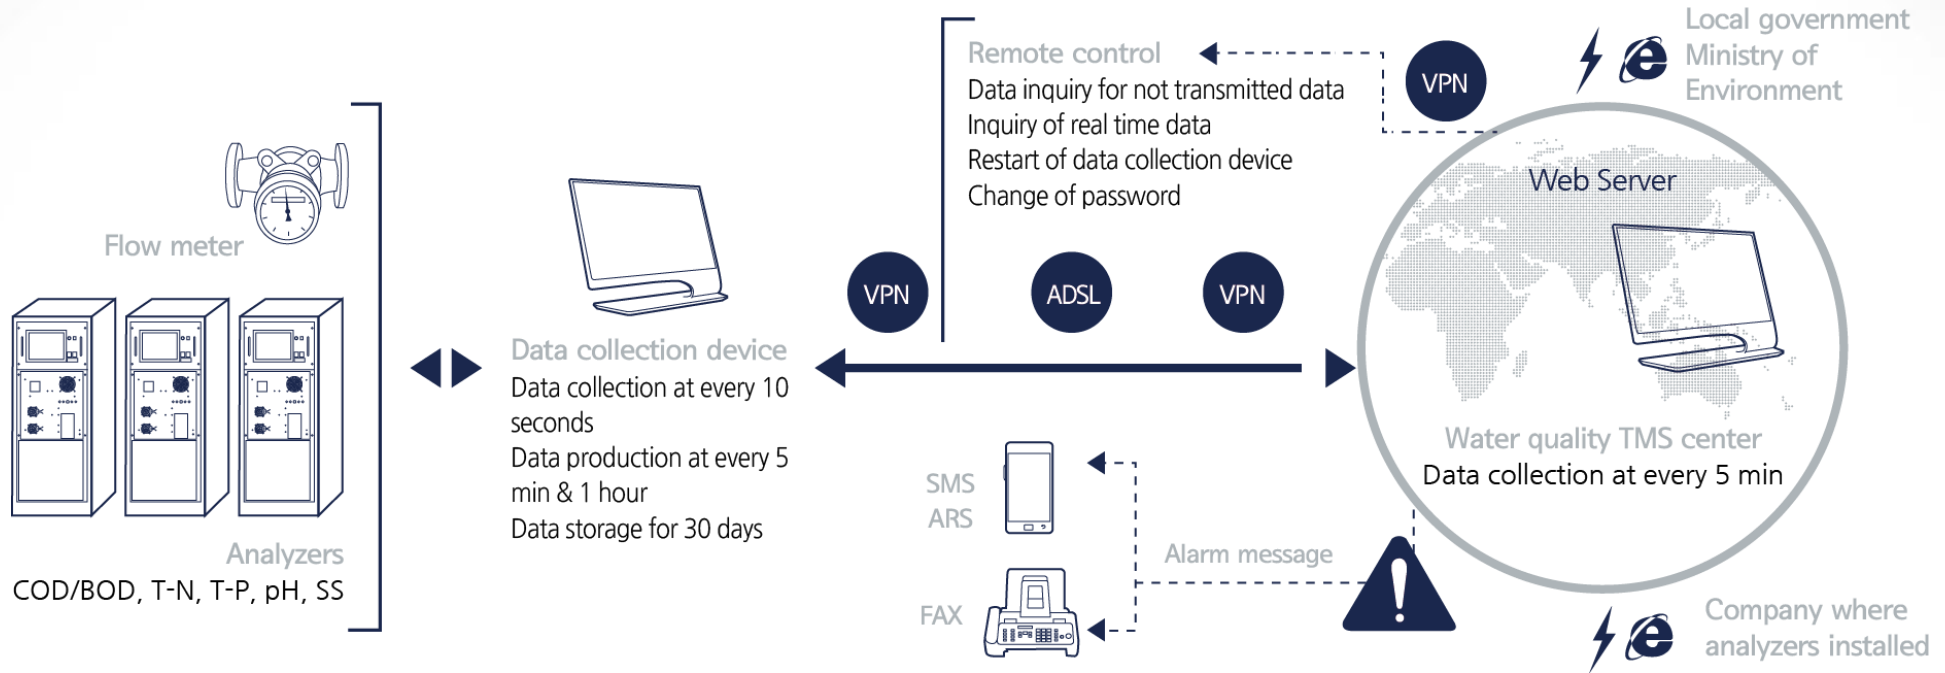 Flow meter
Analyzers
COD/BOD, T-N, T-P, pH, SS
Data collection device
Data collection at every 10
seconds
Data production at every 5
min & 1 hour
Data storage for 30 days
VPN
Remote control
Data inquiry for not transmitted data
Inquiry of real time data
Restart of data collection device
Change of password
VPN
ADSL
VPN
Local government
Ministry of
Environment
Web Server
Water quality TMS center
Data collection at every 5 min
SMS
ARS
FAX
Alarm message
Company where
analyzers installed